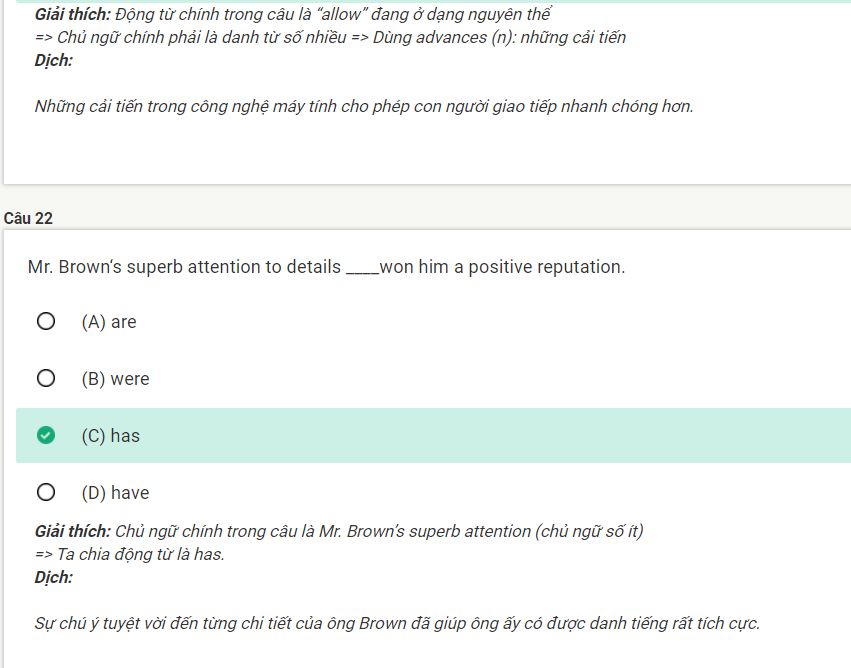 Giải thích: Động từ chính trong câu là “allow” đang ở dạng nguyên thể
=> Chủ ngữ chính phải là danh từ số nhiều => Dùng advances (n): những cải tiến
Dịch:
Những cải tiến trong công nghệ máy tính cho phép con người giao tiếp nhanh chóng hơn.
Câu 22
Mr. Brown‘s superb attention to details ____won him a positive reputation.
(A) are
(B) were
(C) has
(D) have
Giải thích: Chủ ngữ chính trong câu là Mr. Brown’s superb attention (chủ ngữ số ít)
=> Ta chia động từ là has.
Dịch:
Sự chú ý tuyệt vời đến từng chi tiết của ông Brown đã giúp ông ấy có được danh tiếng rất tích cực.